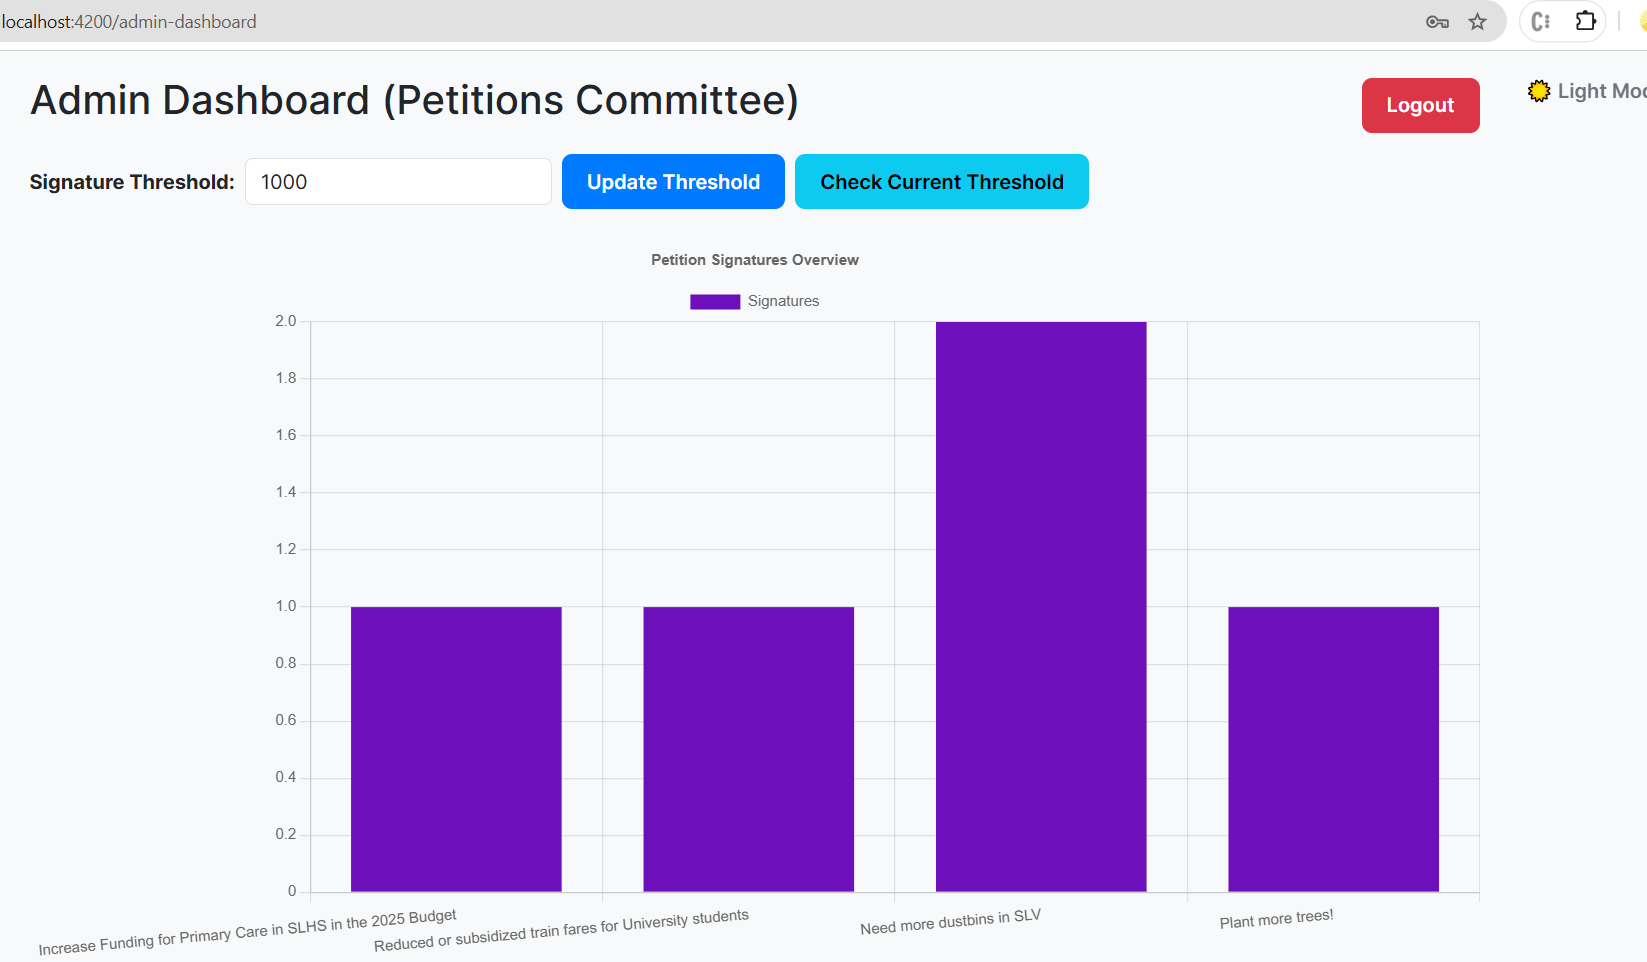 localhost:4200/admin-dashboard
Admin Dashboard (Petitions Committee)
Logout
Light
Signature Threshold:
1000
Update Threshold
Check Current Threshold
Petition Signatures Overview
Signatures
2.0
1.8
1.6
1.4
1.2
1.0
0.8
0.6
0.4
0.2
0
Increase Funding for Primary Care in SLHS in the 2025 Budget
Reduced or subsidized train fares for University students
Need more dustbins in SLV
Plant more trees!